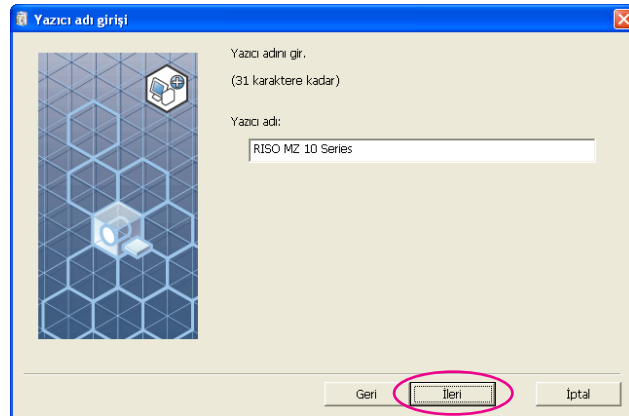 Yazıcı adı girişi
Yazıcı adını gir.
(31 karaktere kadar)
Yazıcı adı:
RISO MZ 10 Series
Geri
İleri
İptal